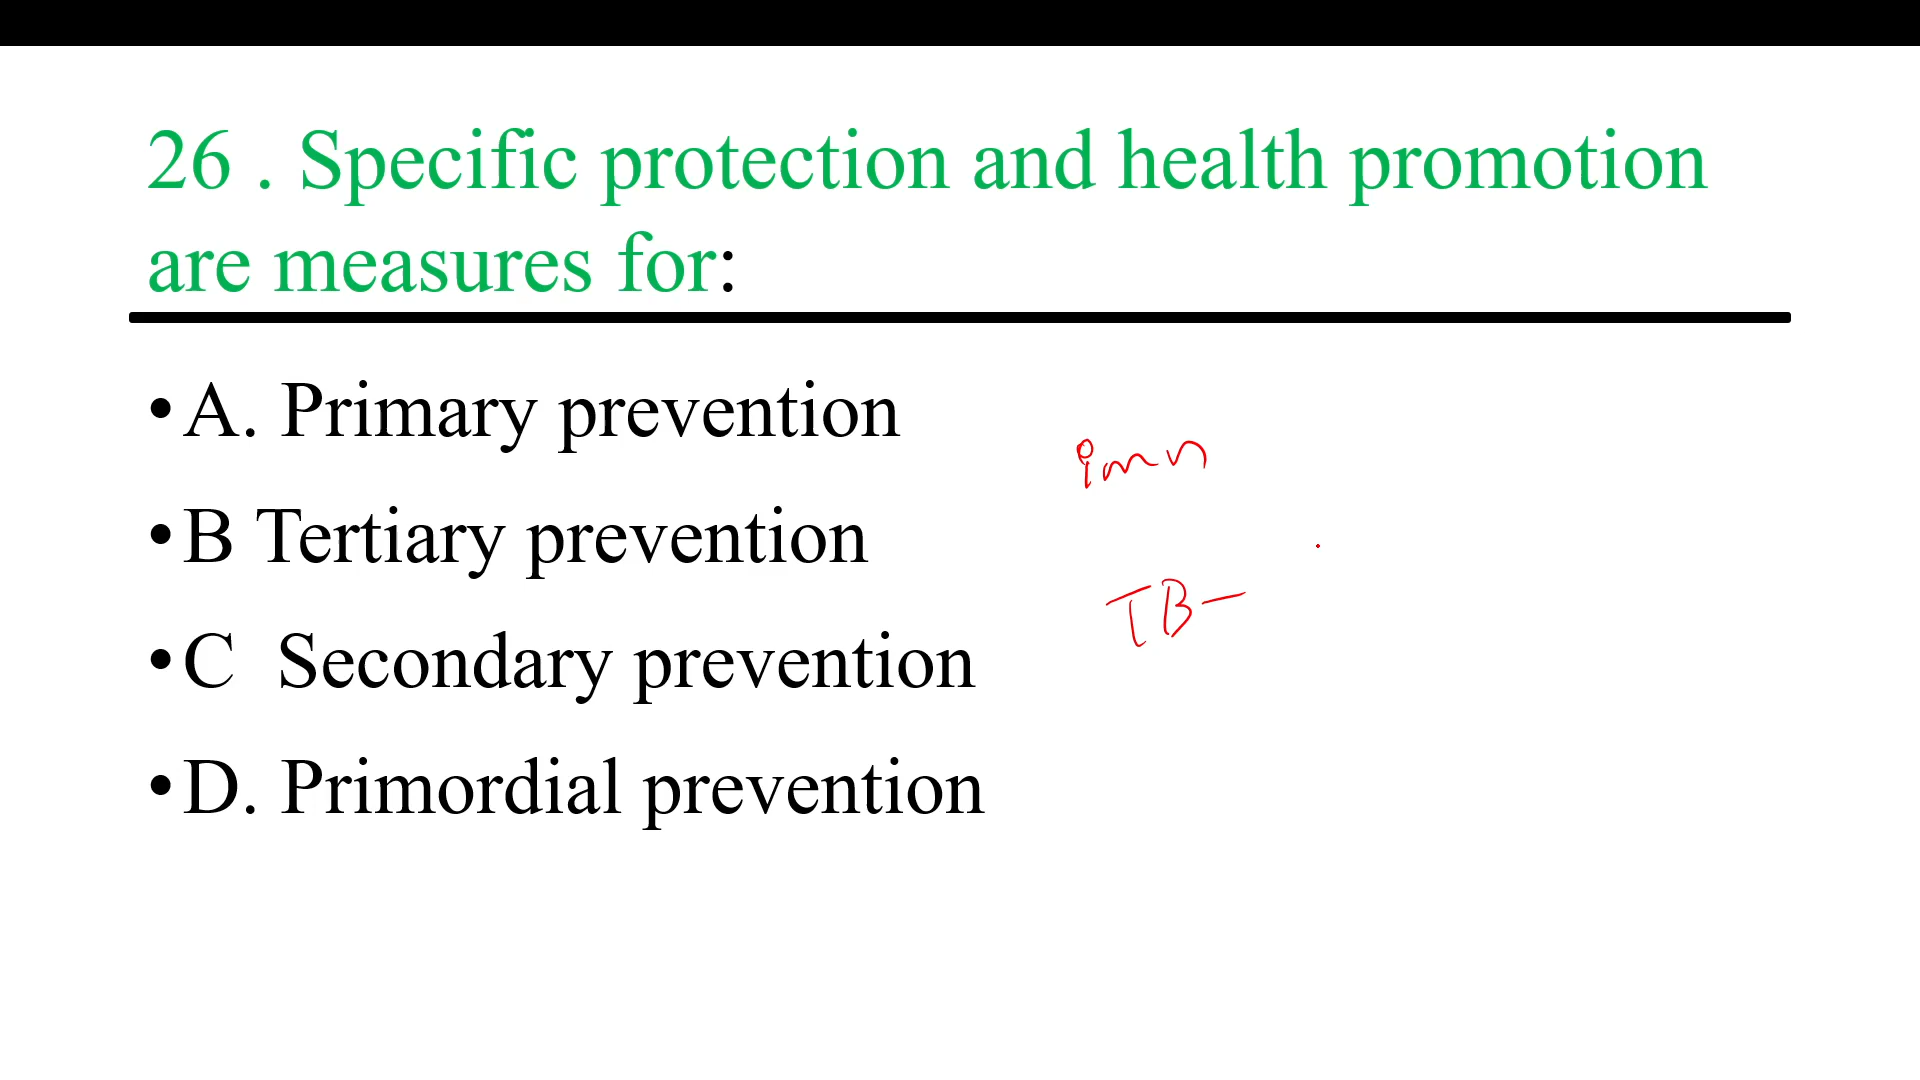 26 . Specific protection and health promotion
are measures for:
•A. Primary prevention
imn
•B Tertiary prevention
TB-
•C  Secondary prevention
•D. Primordial prevention